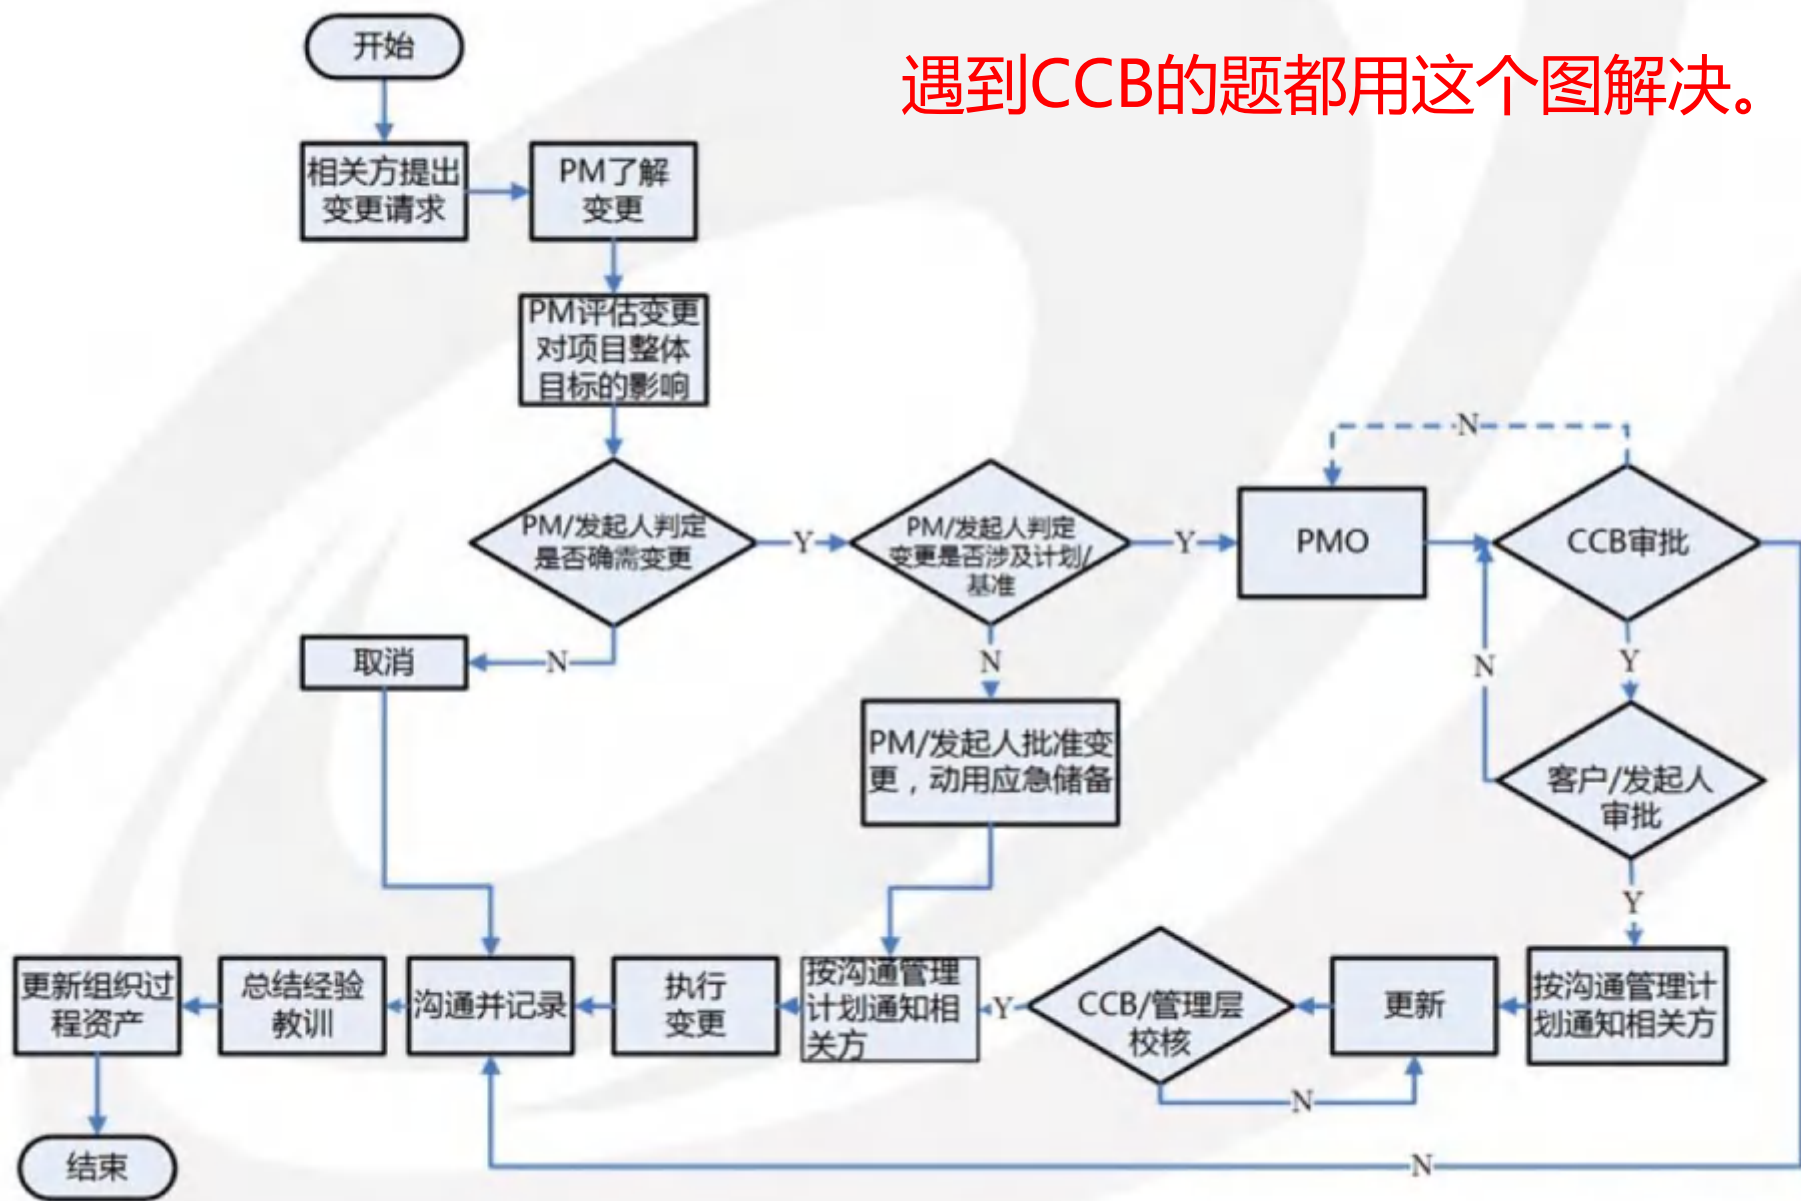 开始
遇到CCB的题都用这个图解决。
相关方提出
变更请求
PM了解
变更
PM评估变更
对项目整体
目标的影响
N
PM/发起人判定
是否确需变更
Y
PM/发起人判定
变更是否涉及计划/
基准
Y
PMO
CCB审批
取消
N
N
N
Y
PM/发起人批准变
更，动用应急储备
客户/发起人
审批
Y
更新组织过
程资产
总结经验
教训
沟通并记录
执行
变更
按沟通管理
计划通知相
关方
Y
CCB/管理层
校核
更新
按沟通管理计
划通知相关方
N
结束
N